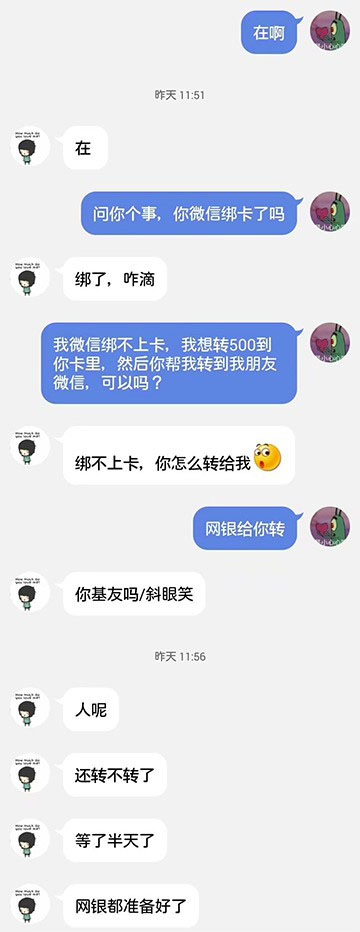 在啊
昨天 11:51
在
问你个事，你微信绑卡了吗
绑了，咋滴
我微信绑不上卡，我想转500到
你卡里，然后你帮我转到我朋友
微信，可以吗？
绑不上卡，你怎么转给我
网银给你转
你基友吗/斜眼笑
昨天 11:56
人呢
还转不转了
等了半天了
网银都准备好了